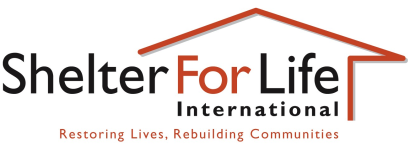 Shelter For Life
International
Restoring Lives, Rebuilding Communities